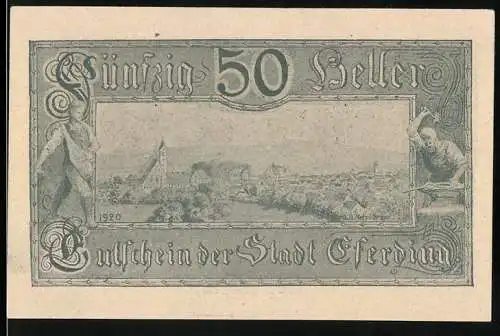 Fünfzig 50 Heller
1920
Gutschein der Stadt Eferding